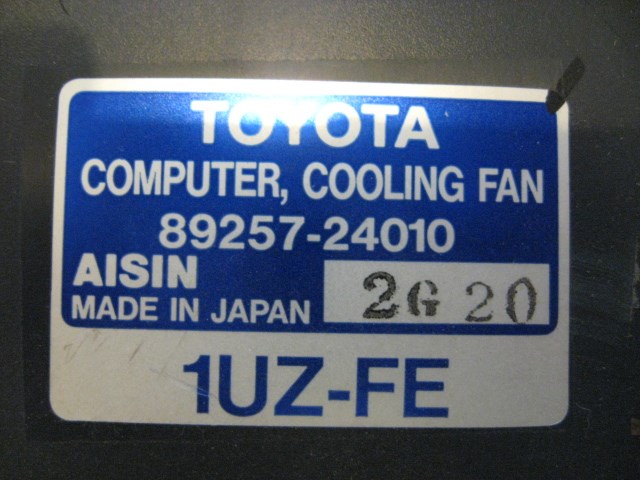 TOYOTA
COMPUTER, COOLING FAN
89257-24010
AISIN
MADE IN JAPAN 2G 20
1UZ-FE